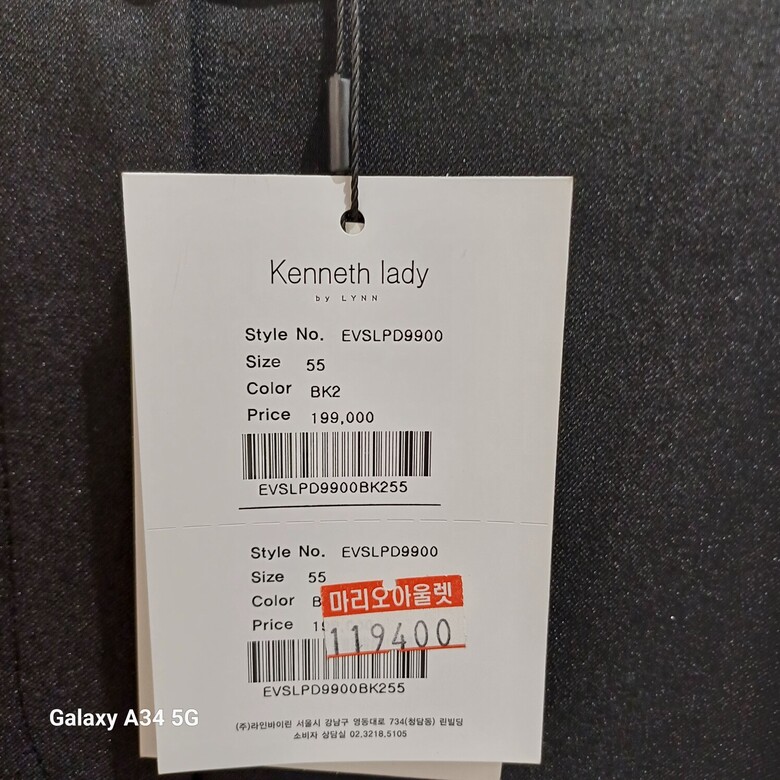 Kenneth lady
by LYNN
Style No. EVSLPD9900
Size 55
Color BK2
Price 199,000
EVSLPD9900BK255
Style No. EVSLPD9900
Size 55
Color B
Price 19
마리오아울렛
119400
EVSLPD9900BK255
(주)라인바이린 서울시 강남구 영동대로 734(청담동) 린빌딩
소비자 상담실 02.3218.5105
Galaxy A34 5G